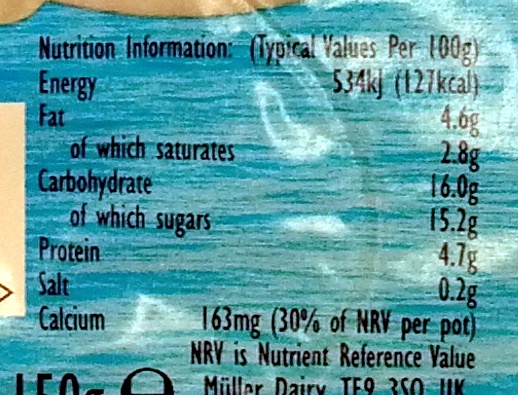 Nutrition Information: (Typical Values Per 100g)
Energy 534kJ (127kcal)
Fat 4.6g
of which saturates 2.8g
Carbohydrate 16.0g
of which sugars 15.2g
Protein 4.7g
Salt 0.2g
Calcium 163mg (30% of NRV per pot)
NRV is Nutrient Reference Value
150g ℮ Müller Dairy TF9 3SQ UK